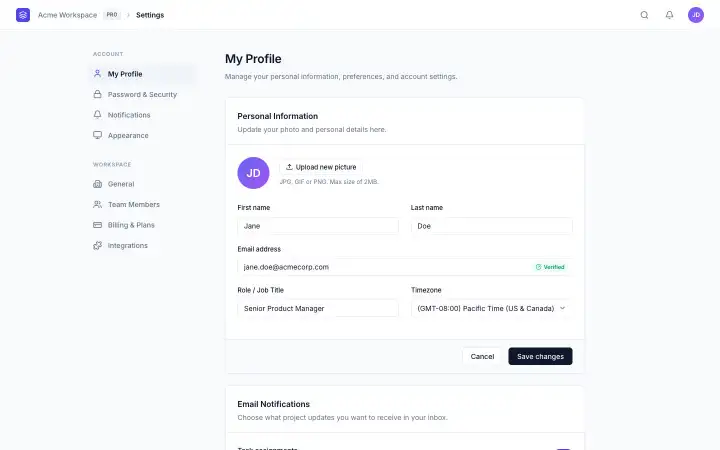 Acme Workspace PRO > Settings JD
ACCOUNT
My Profile
Password & Security
Notifications
Appearance
WORKSPACE
General
Team Members
Billing & Plans
Integrations
My Profile
Manage your personal information, preferences, and account settings.
Personal Information
Update your photo and personal details here.
JD
Upload new picture
JPG, GIF or PNG. Max size of 2MB.
First name
Jane
Last name
Doe
Email address
jane.doe@acmecorp.com Verified
Role / Job Title
Senior Product Manager
Timezone
(GMT-08:00) Pacific Time (US & Canada)
Cancel Save changes
Email Notifications
Choose what project updates you want to receive in your inbox.
Task assignments